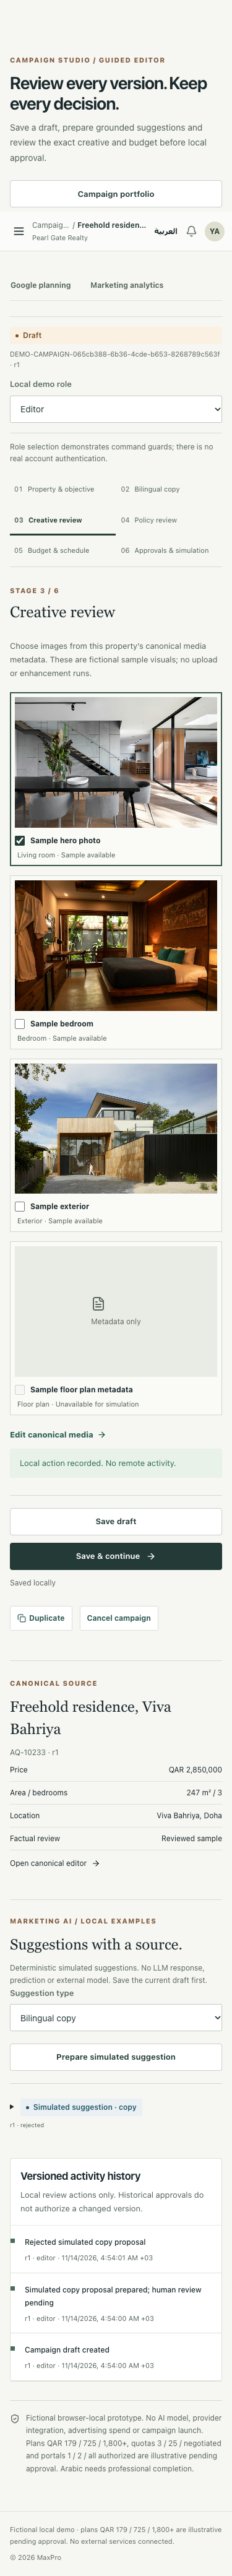 CAMPAIGN STUDIO / GUIDED EDITOR
Review every version. Keep
every decision.
Save a draft, prepare grounded suggestions and
review the exact creative and budget before local
approval.
Campaign portfolio
Campaig... / Freehold residen...
Pearl Gate Realty
العربية
YA
Google planning
Marketing analytics
Draft
DEMO-CAMPAIGN-065cb388-6b36-4cde-b653-8268789c563f
· r1
Local demo role
Editor
Role selection demonstrates command guards; there is no
real account authentication.
01 Property & objective
02 Bilingual copy
03 Creative review
04 Policy review
05 Budget & schedule
06 Approvals & simulation
STAGE 3 / 6
Creative review
Choose images from this property's canonical media
metadata. These are fictional sample visuals; no upload
or enhancement runs.
Sample hero photo
Living room · Sample available
Sample bedroom
Bedroom · Sample available
Sample exterior
Exterior · Sample available
Metadata only
Sample floor plan metadata
Floor plan · Unavailable for simulation
Edit canonical media →
Local action recorded. No remote activity.
Save draft
Save & continue →
Saved locally
Duplicate
Cancel campaign
CANONICAL SOURCE
Freehold residence, Viva
Bahriya
AQ-10233 · r1
Price QAR 2,850,000
Area / bedrooms 247 m² / 3
Location Viva Bahriya, Doha
Factual review Reviewed sample
Open canonical editor →
MARKETING AI / LOCAL EXAMPLES
Suggestions with a source.
Deterministic simulated suggestions. No LLM response,
prediction or external model. Save the current draft first.
Suggestion type
Bilingual copy
Prepare simulated suggestion
Simulated suggestion · copy
r1 · rejected
Versioned activity history
Local review actions only. Historical approvals do
not authorize a changed version.
Rejected simulated copy proposal
r1 · editor · 11/14/2026, 4:54:01 AM +03
Simulated copy proposal prepared; human review
pending
r1 · editor · 11/14/2026, 4:54:00 AM +03
Campaign draft created
r1 · editor · 11/14/2026, 4:54:00 AM +03
Fictional browser-local prototype. No AI model, provider
integration, advertising spend or campaign launch.
Plans QAR 179 / 725 / 1,800+, quotas 3 / 25 / negotiated
and portals 1 / 2 / all authorized are illustrative pending
approval. Arabic needs professional completion.
Fictional local demo · plans QAR 179 / 725 / 1,800+ are illustrative
pending approval. No external services connected.
© 2026 MaxPro